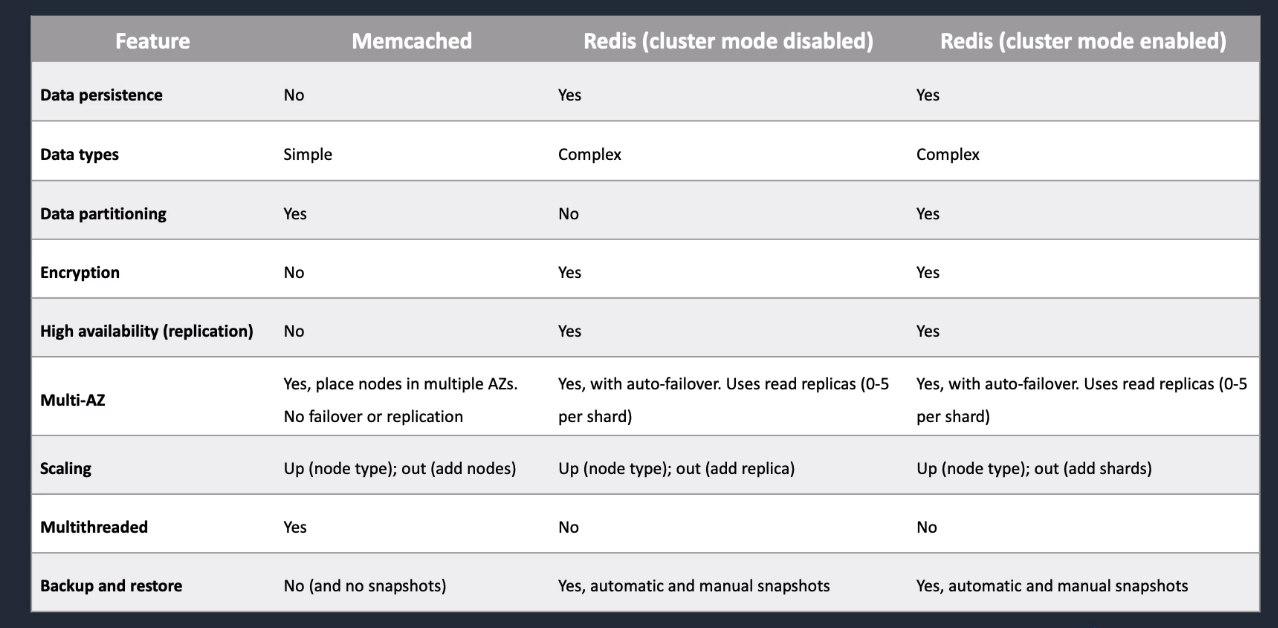 Feature Memcached Redis (cluster mode disabled) Redis (cluster mode enabled)
Data persistence No Yes Yes
Data types Simple Complex Complex
Data partitioning Yes No Yes
Encryption No Yes Yes
High availability (replication) No Yes Yes
Multi-AZ Yes, place nodes in multiple AZs. No failover or replication Yes, with auto-failover. Uses read replicas (0-5 per shard) Yes, with auto-failover. Uses read replicas (0-5 per shard)
Scaling Up (node type); out (add nodes) Up (node type); out (add replica) Up (node type); out (add shards)
Multithreaded Yes No No
Backup and restore No (and no snapshots) Yes, automatic and manual snapshots Yes, automatic and manual snapshots